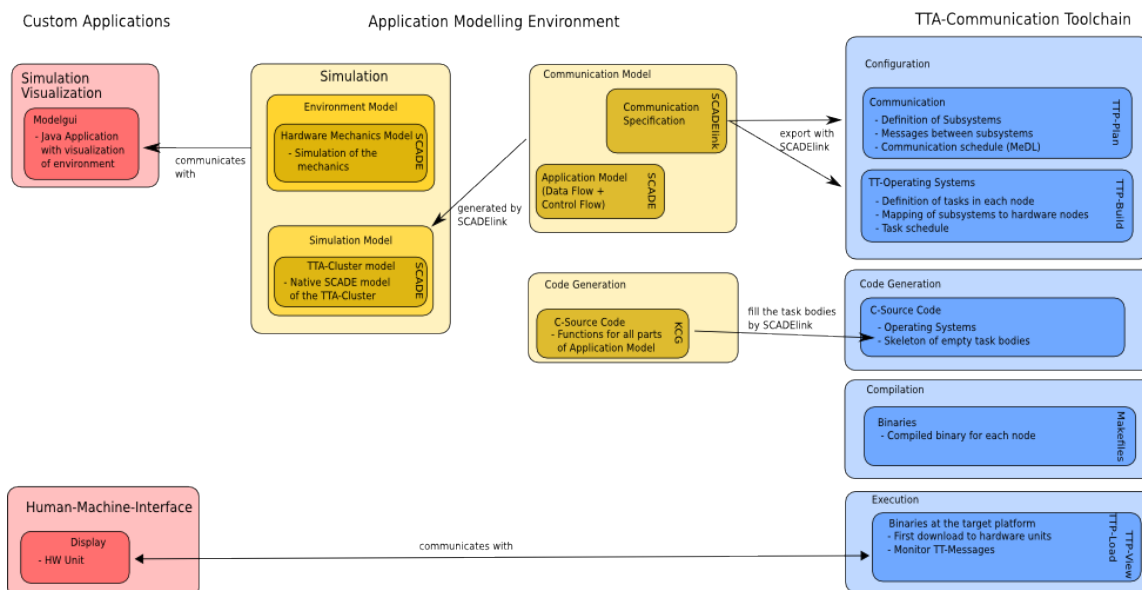 Custom Applications
Application Modelling Environment
TTA-Communication Toolchain
Simulation
Visualization
Modelgui
- Java Application
with visualization
of environment
communicates
with
Simulation
Environment Model
Hardware Mechanics Model
- Simulation of the
mechanics
SCADE
Simulation Model
TTA-Cluster model
- Native SCADE model
of the TTA-Cluster
SCADE
generated by
SCADElink
Communication Model
Communication
Specification
SCADElink
Application Model
(Data Flow +
Control Flow)
SCADE
export with
SCADElink
Code Generation
C-Source Code
- Functions for all parts
of Application Model
KCG
fill the task bodies
by SCADElink
Configuration
Communication
- Definition of Subsystems
- Messages between subsystems
- Communication schedule (MeDL)
TTP-Plan
TT-Operating Systems
- Definition of tasks in each node
- Mapping of subsystems to hardware nodes
- Task schedule
TTP-Build
Code Generation
C-Source Code
- Operating Systems
- Skeleton of empty task bodies
Compilation
Binaries
- Compiled binary for each node
Makefiles
Human-Machine-Interface
Display
- HW Unit
communicates with
Execution
Binaries at the target platform
- First download to hardware units
- Monitor TT-Messages
TTP-View
TTP-Load